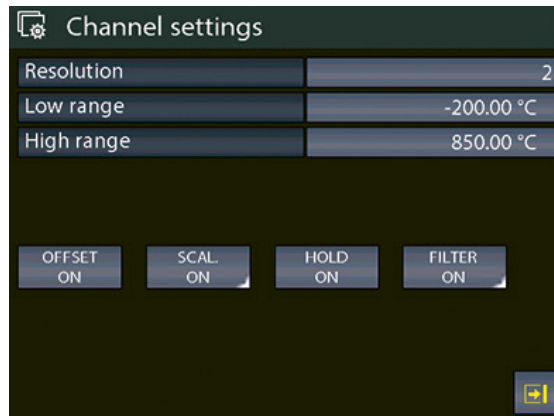 Channel settings
Resolution 2
Low range -200.00 °C
High range 850.00 °C
OFFSET SCAL. HOLD FILTER
ON ON ON ON